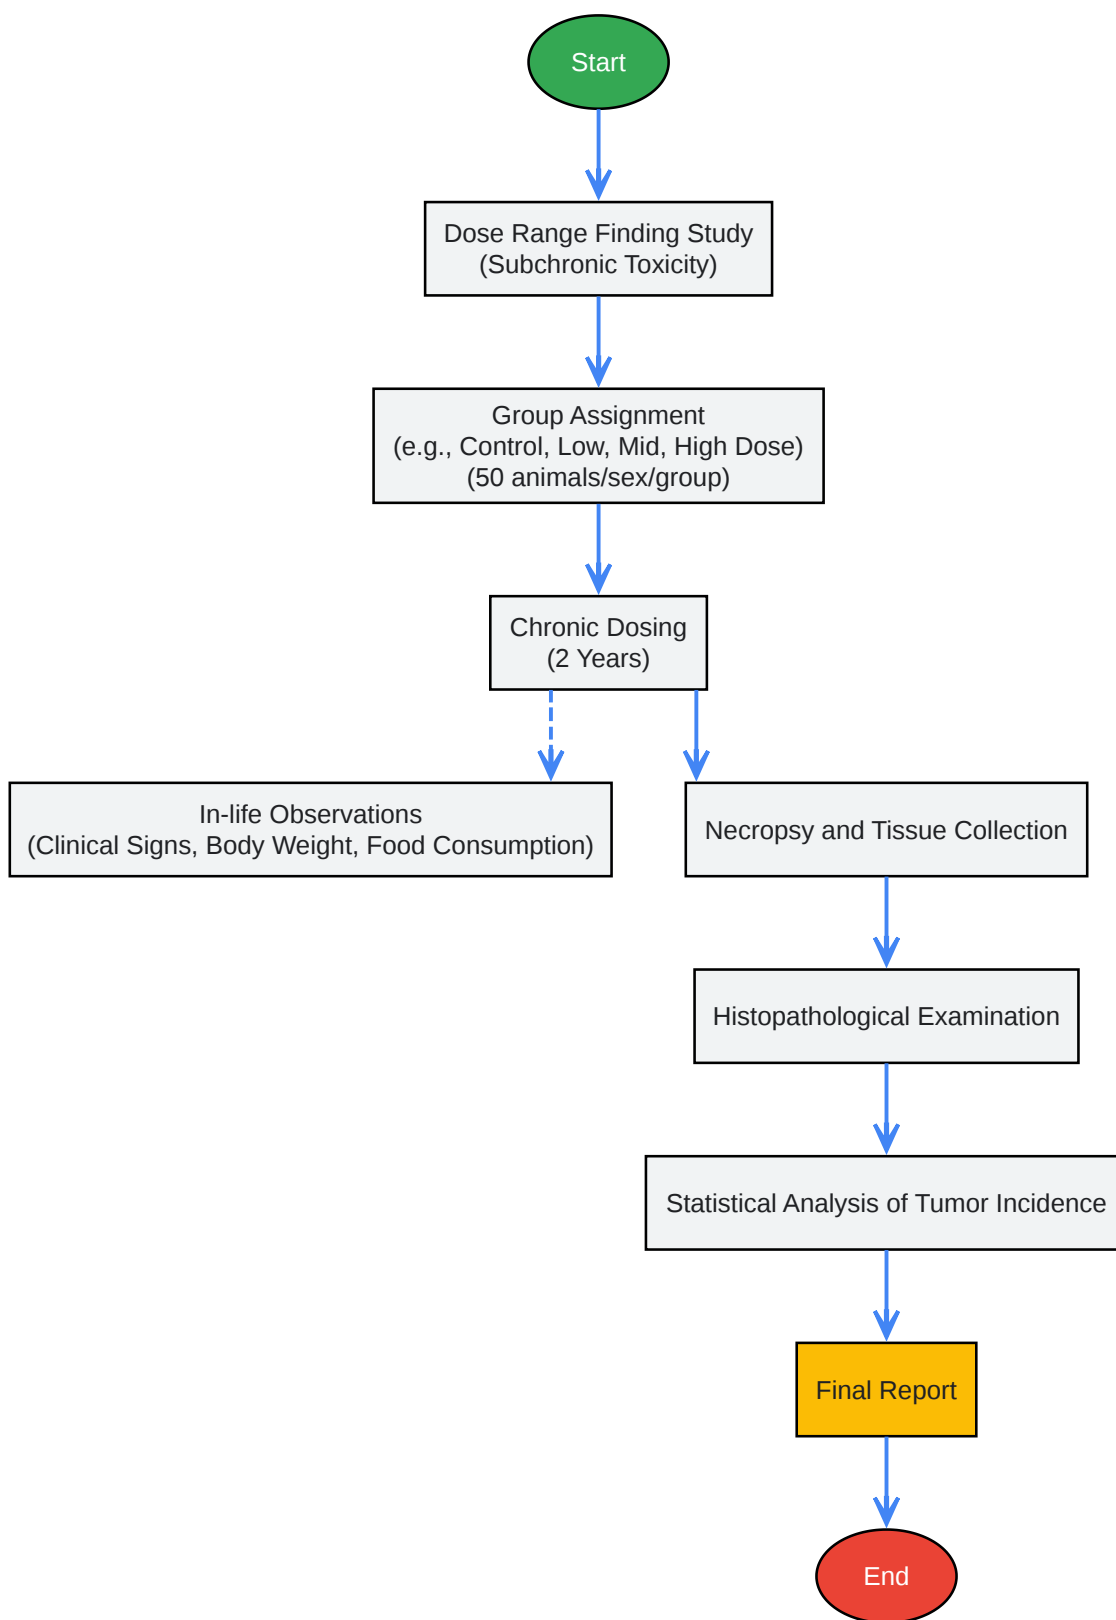 Start
Dose Range Finding Study
(Subchronic Toxicity)
Group Assignment
(e.g., Control, Low, Mid, High Dose)
(50 animals/sex/group)
Chronic Dosing
(2 Years)
In-life Observations
(Clinical Signs, Body Weight, Food Consumption)
Necropsy and Tissue Collection
Histopathological Examination
Statistical Analysis of Tumor Incidence
Final Report
End